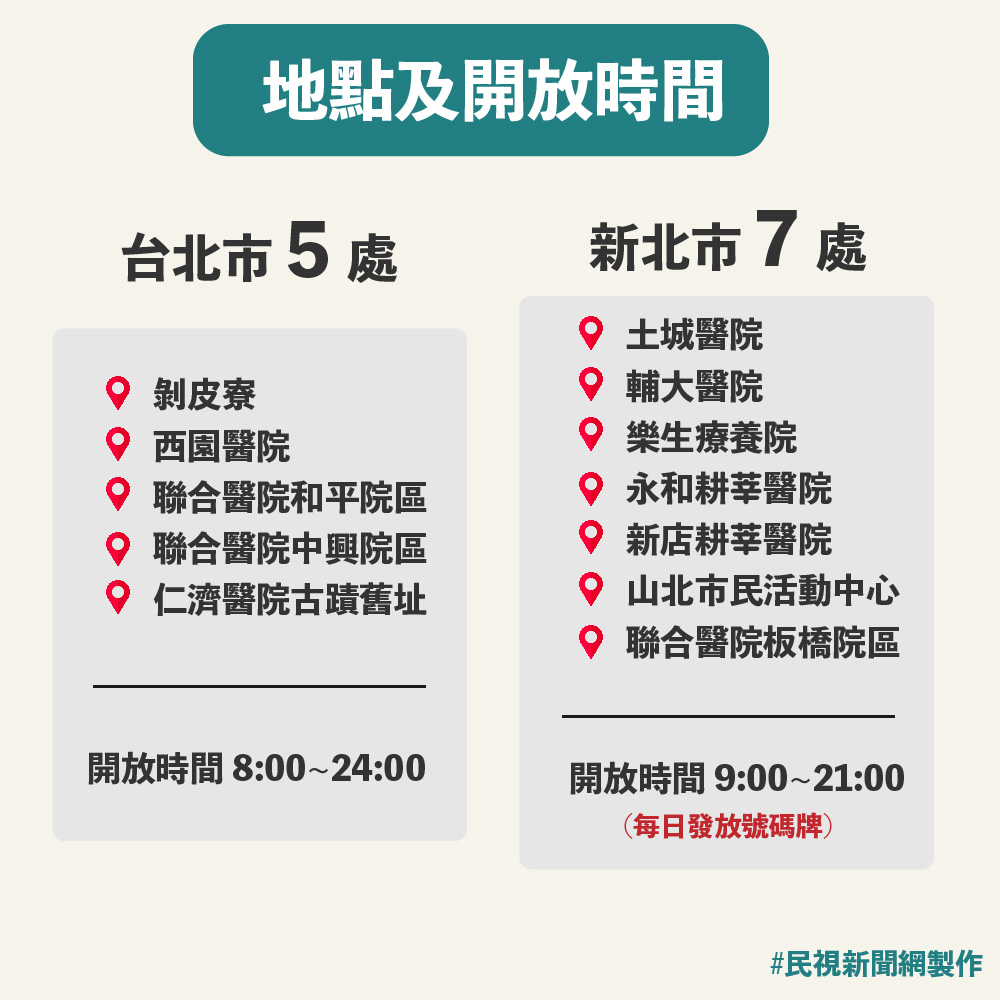 地點及開放時間
台北市 5 處
剝皮寮
西園醫院
聯合醫院和平院區
聯合醫院中興院區
仁濟醫院古蹟舊址
開放時間 8:00~24:00
新北市 7 處
土城醫院
輔大醫院
樂生療養院
永和耕莘醫院
新店耕莘醫院
山北市民活動中心
聯合醫院板橋院區
開放時間 9:00~21:00
（每日發放號碼牌）
#民視新聞網製作